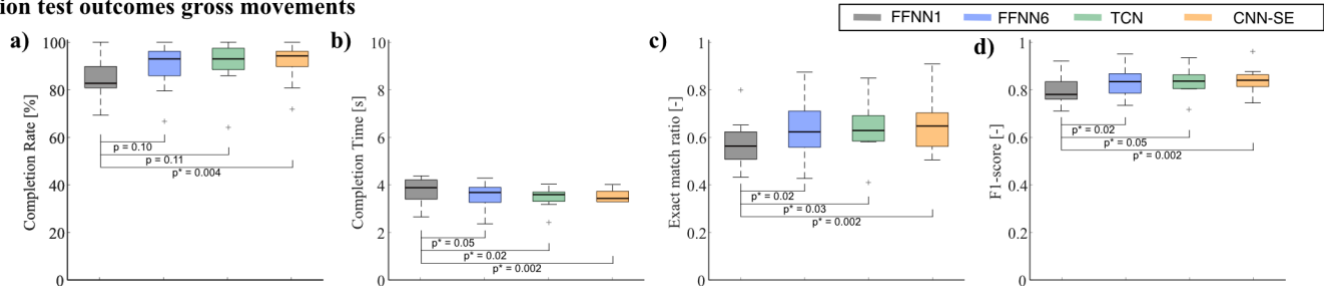 ion test outcomes gross movements
FFNN1 FFNN6 TCN CNN-SE
a)
Completion Rate [%]
100
80
60
40
20
0
p = 0.10
p = 0.11
p* = 0.004
b)
Completion Time [s]
10
8
6
4
2
0
p* = 0.05
p* = 0.02
p* = 0.002
c)
Exact match ratio [-]
1
0.8
0.6
0.4
0.2
0
p* = 0.02
p* = 0.03
p* = 0.002
d)
F1-score [-]
1
0.8
0.6
0.4
0.2
0
p* = 0.02
p* = 0.05
p* = 0.002